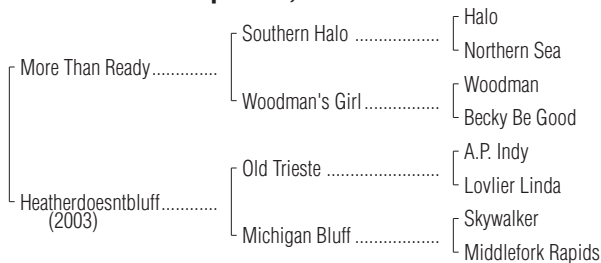 Halo
Southern Halo ....................
Northern Sea
More Than Ready..............
Woodman
Woodman's Girl..................
Becky Be Good
A.P. Indy
Old Trieste .......................
Lovlier Linda
Heatherdoesntbluff............
(2003)
Skywalker
Michigan Bluff ...................
Middlefork Rapids